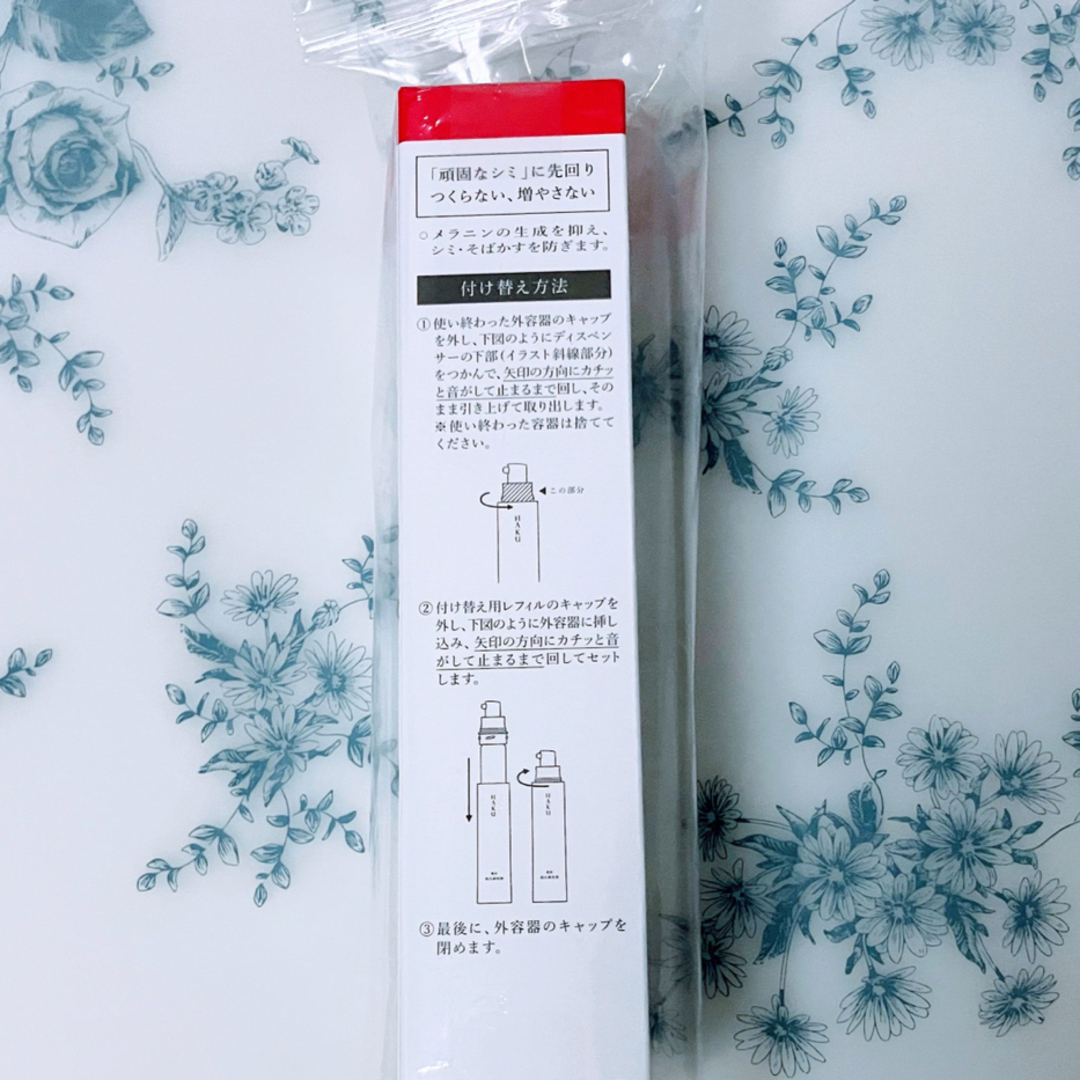 「頑固なシミ」に先回り
つくらない、増やさない
○メラニンの生成を抑え、
シミ・そばかすを防ぎます。
付け替え方法
①使い終わった外容器のキャップ
を外し、下図のようにディスペン
サーの下部(イラスト斜線部分)
をつかんで、矢印の方向にカチッ
と音がして止まるまで回し、その
まま引き上げて取り出します。
※使い終わった容器は捨てて
ください。
◀この部分
HAKU
②付け替え用レフィルのキャップを
外し、下図のように外容器に挿し
込み、矢印の方向にカチッと音
がして止まるまで回してセット
します。
HAKU
HAKU
③最後に、外容器のキャップを
閉めます。